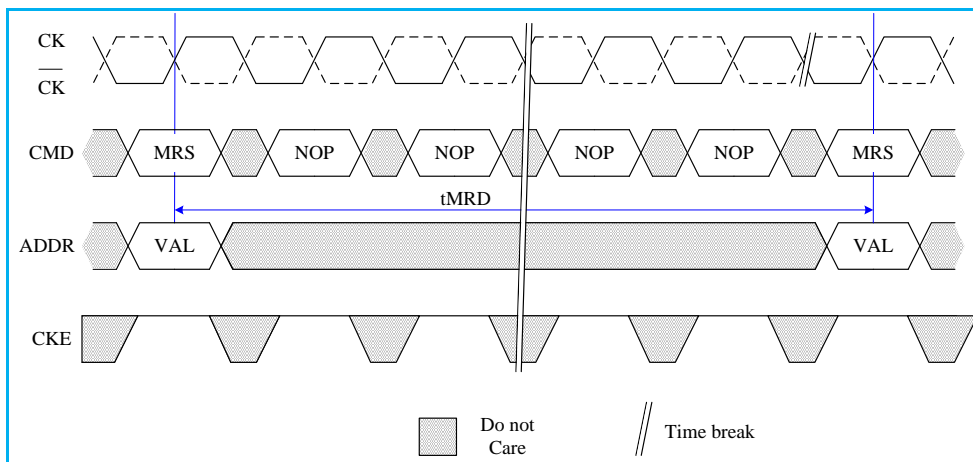 CK
CK
CMD MRS NOP NOP NOP NOP MRS
tMRD
ADDR VAL VAL
CKE
Do not
Care
Time break